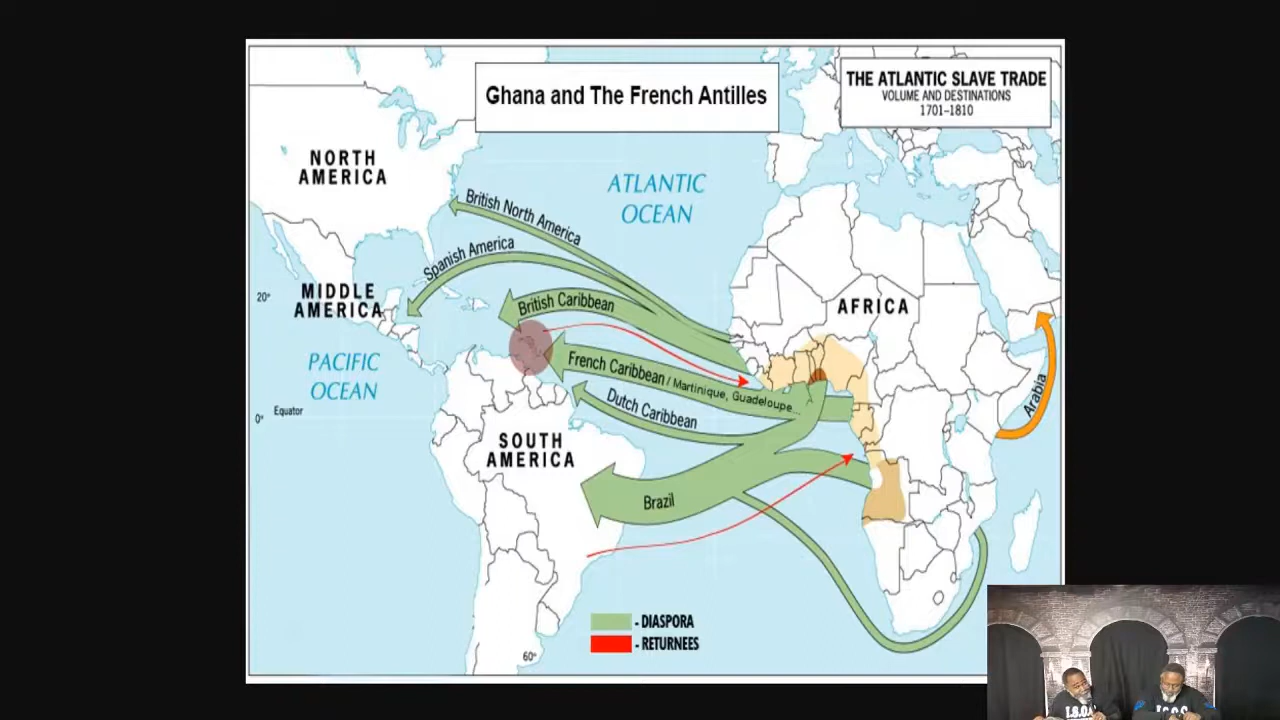 Ghana and The French Antilles
THE ATLANTIC SLAVE TRADE
VOLUME AND DESTINATIONS
1701–1810
NORTH
AMERICA
ATLANTIC
OCEAN
British North America
Spanish America
20°
MIDDLE
AMERICA
British Caribbean
AFRICA
PACIFIC
OCEAN
French Caribbean / Martinique, Guadeloupe...
Arabia
Dutch Caribbean
0°
Equator
SOUTH
AMERICA
Brazil
- DIASPORA
- RETURNEES
60°